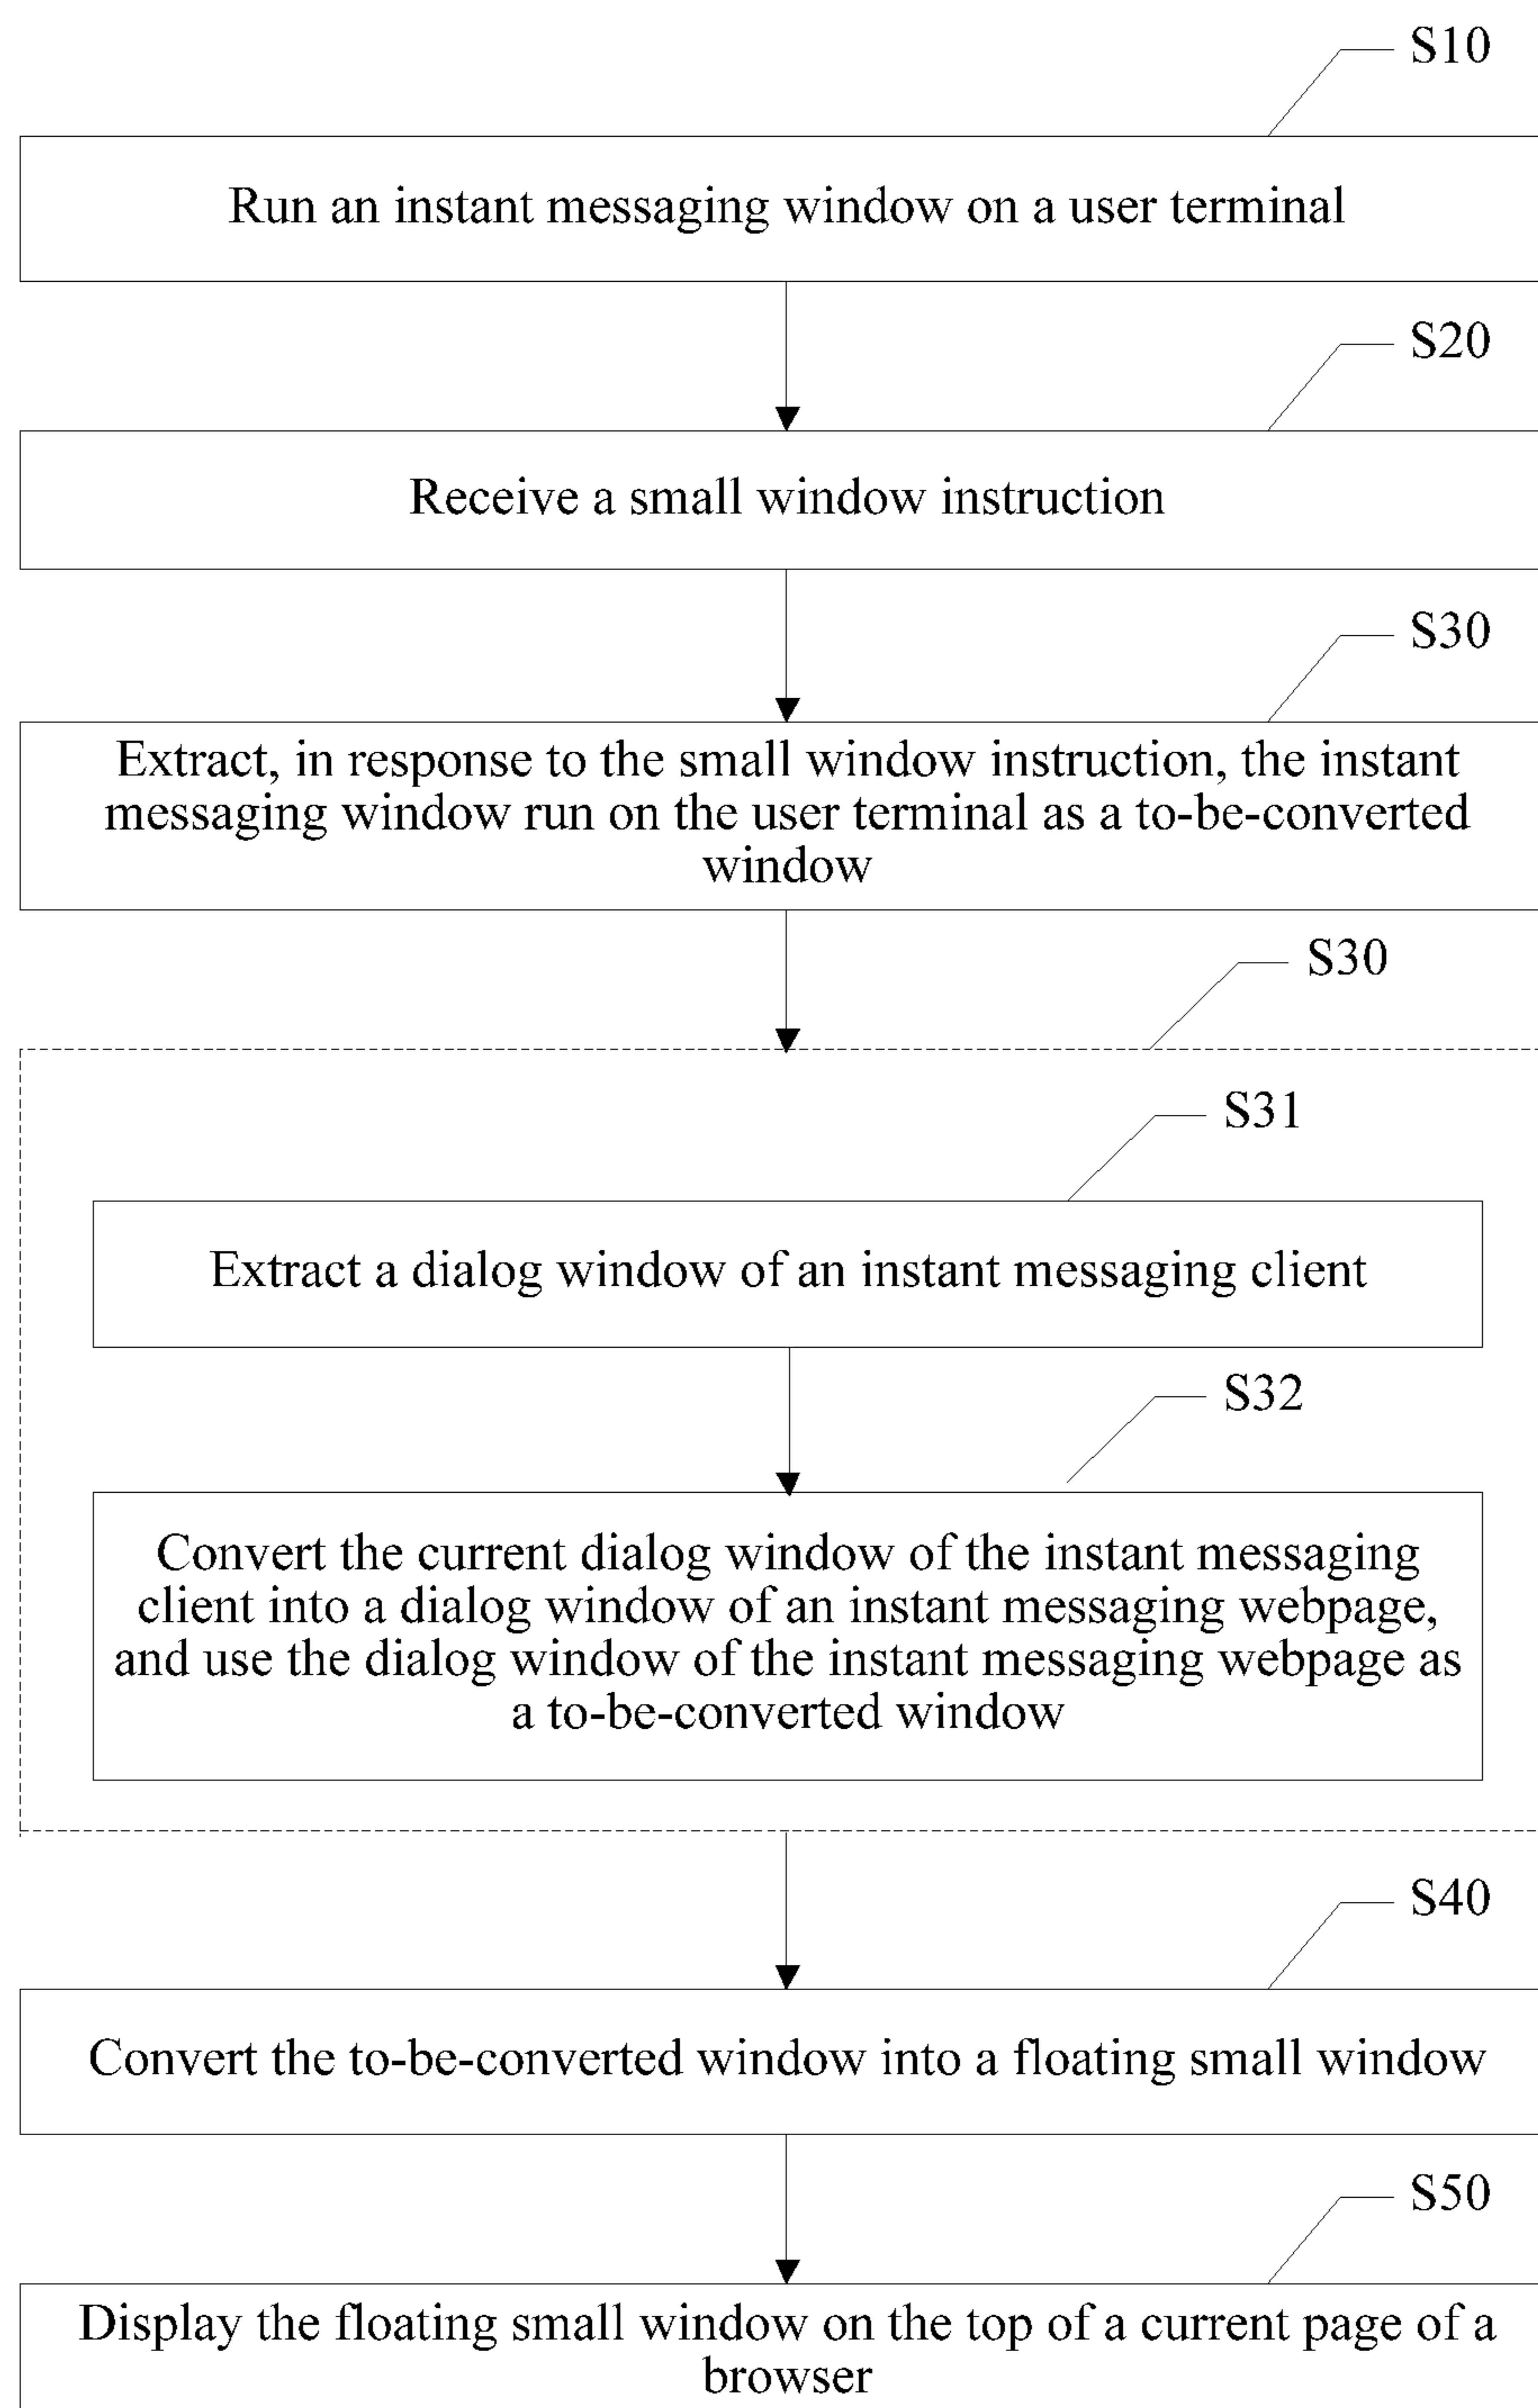 S10
Run an instant messaging window on a user terminal
S20
Receive a small window instruction
S30
Extract, in response to the small window instruction, the instant
messaging window run on the user terminal as a to-be-converted
window
S30
S31
Extract a dialog window of an instant messaging client
S32
Convert the current dialog window of the instant messaging
client into a dialog window of an instant messaging webpage,
and use the dialog window of the instant messaging webpage as
a to-be-converted window
S40
Convert the to-be-converted window into a floating small window
S50
Display the floating small window on the top of a current page of a
browser